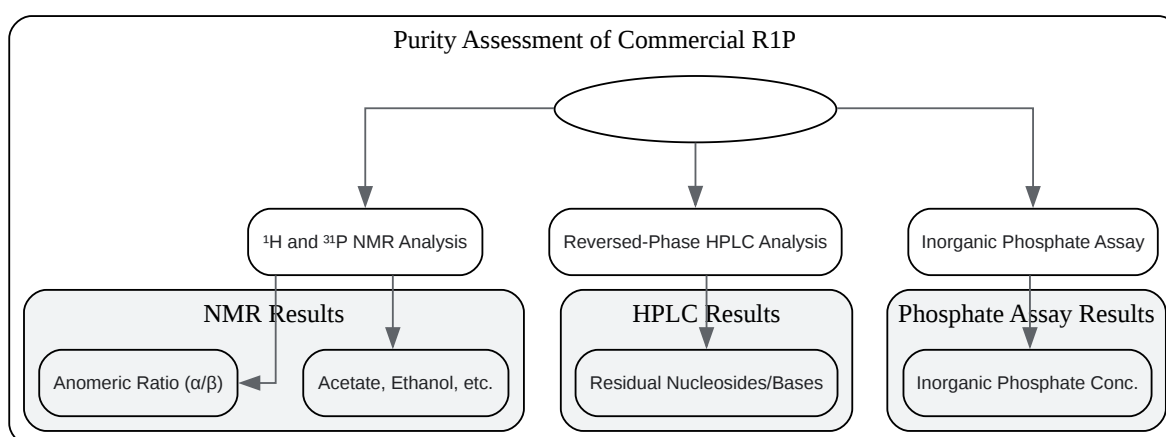 Purity Assessment of Commercial R1P
¹H and ³¹P NMR Analysis
Reversed-Phase HPLC Analysis
Inorganic Phosphate Assay
NMR Results
HPLC Results
Phosphate Assay Results
Anomeric Ratio (α/β)
Acetate, Ethanol, etc.
Residual Nucleosides/Bases
Inorganic Phosphate Conc.